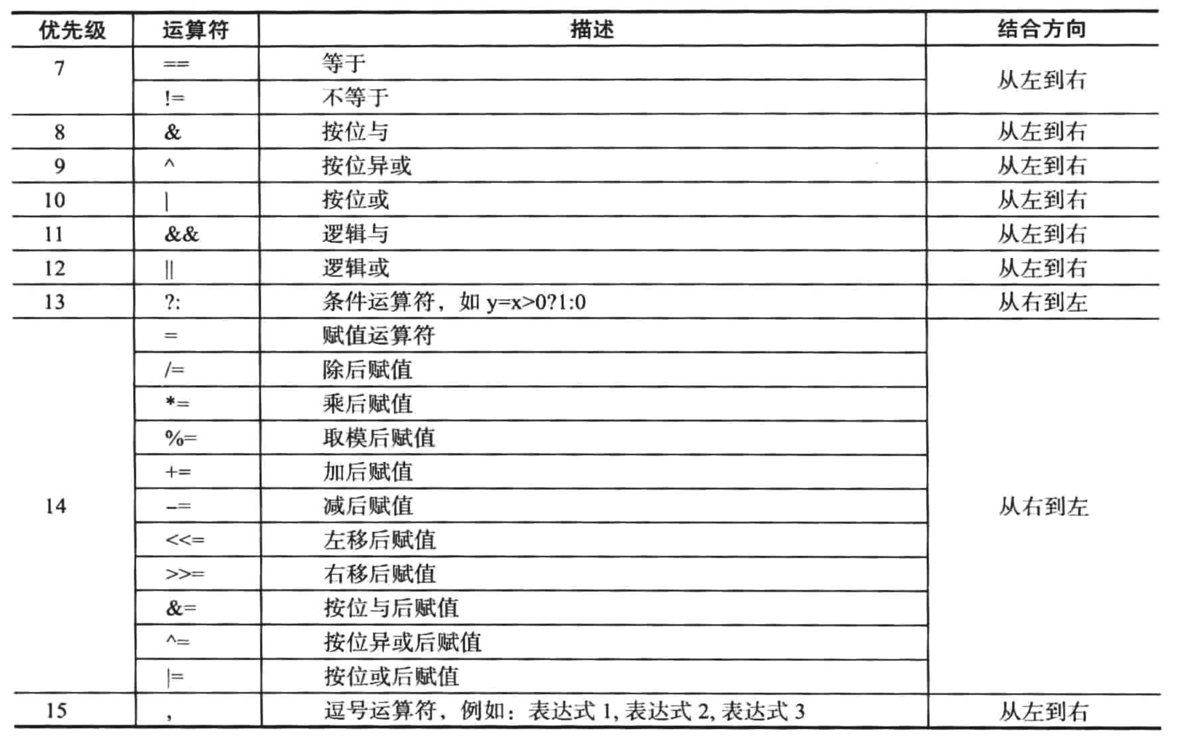 优先级 运算符 描述 结合方向
7 == 等于 从左到右
!= 不等于
8 & 按位与 从左到右
9 ^ 按位异或 从左到右
10 | 按位或 从左到右
11 && 逻辑与 从左到右
12 || 逻辑或 从左到右
13 ?: 条件运算符，如 y=x>0?1:0 从右到左
14 = 赋值运算符 从右到左
/= 除后赋值
*= 乘后赋值
%= 取模后赋值
+= 加后赋值
−= 减后赋值
<<= 左移后赋值
>>= 右移后赋值
&= 按位与后赋值
^= 按位异或后赋值
|= 按位或后赋值
15 , 逗号运算符，例如：表达式 1, 表达式 2, 表达式 3 从左到右